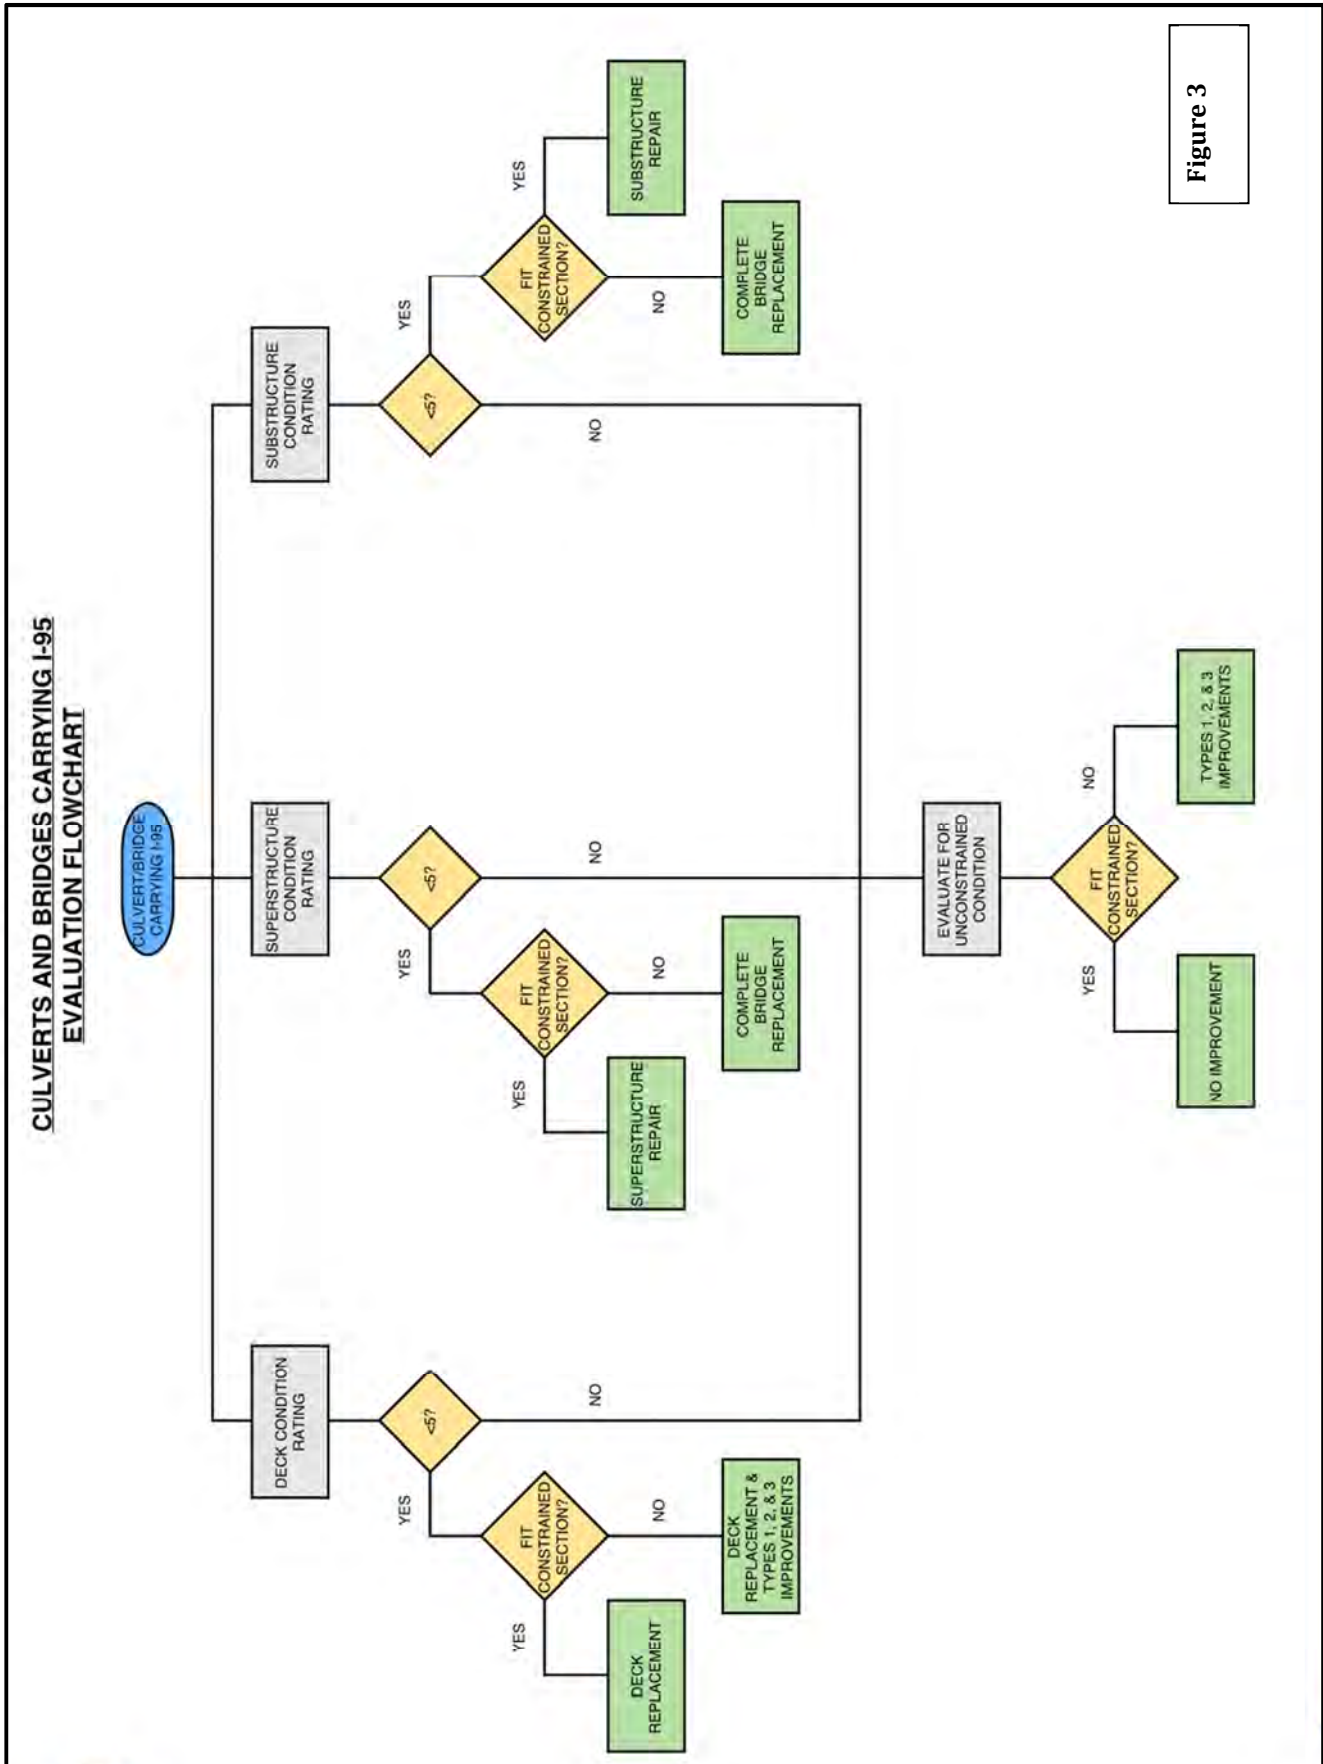 CULVERTS AND BRIDGES CARRYING I-95
EVALUATION FLOWCHART
CULVERT/BRIDGE
CARRYING I-95
DECK CONDITION
RATING
SUPERSTRUCTURE
CONDITION
RATING
SUBSTRUCTURE
CONDITION
RATING
<5?
<5?
<5?
YES
YES
YES
NO
NO
NO
FIT
CONSTRAINED
SECTION?
FIT
CONSTRAINED
SECTION?
FIT
CONSTRAINED
SECTION?
YES
NO
YES
NO
YES
NO
DECK
REPLACEMENT
DECK
REPLACEMENT &
TYPES 1, 2, & 3
IMPROVEMENTS
SUPERSTRUCTURE
REPAIR
COMPLETE
BRIDGE
REPLACEMENT
SUBSTRUCTURE
REPAIR
COMPLETE
BRIDGE
REPLACEMENT
EVALUATE FOR
UNCONSTRAINED
CONDITION
FIT
CONSTRAINED
SECTION?
YES
NO
NO IMPROVEMENT
TYPES 1, 2, & 3
IMPROVEMENTS
Figure 3